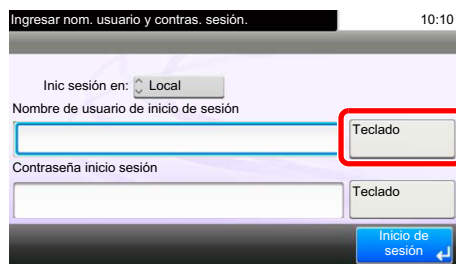 Ingresar nom. usuario y contras. sesión. 10:10
Inic sesión en: Local
Nombre de usuario de inicio de sesión
Teclado
Contraseña inicio sesión
Teclado
Inicio de
sesión